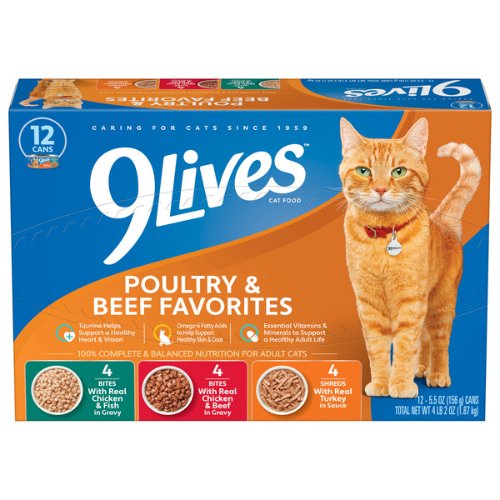 POULTRY &
BEEF FAVORITES
9Lives
12
CANS
CARING FOR CATS SINCE 1959
9Lives™
CAT FOOD
POULTRY &
BEEF FAVORITES
Taurine Helps
Support a Healthy
Heart & Vision
Omega-6 Fatty Acids
to Help Support
Healthy Skin & Coat
Essential Vitamins &
Minerals to Support
a Healthy Adult Life
100% COMPLETE & BALANCED NUTRITION FOR ADULT CATS
4
BITES
With Real
Chicken
& Fish
in Gravy
4
BITES
With Real
Chicken
& Beef
in Gravy
4
SHREDS
With Real
Turkey
in Sauce
12 - 5.5 OZ (156 g) CANS
TOTAL NET WT 4 LB 2 OZ (1.87 kg)